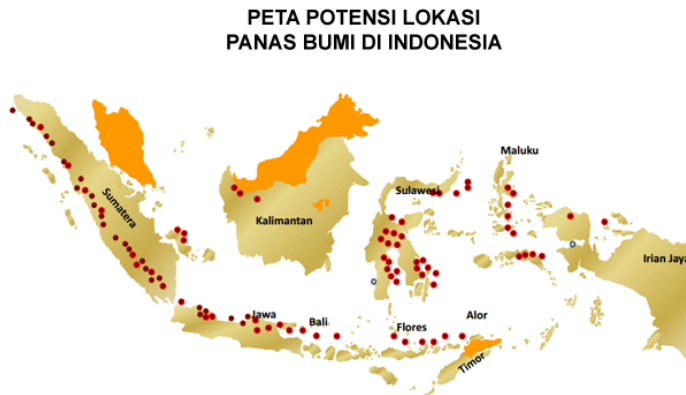 PETA POTENSI LOKASI
PANAS BUMI DI INDONESIA
Maluku
Sumatera
Sulawesi
Kalimantan
Irian Jaya
Jawa
Bali
Flores
Alor
Timor